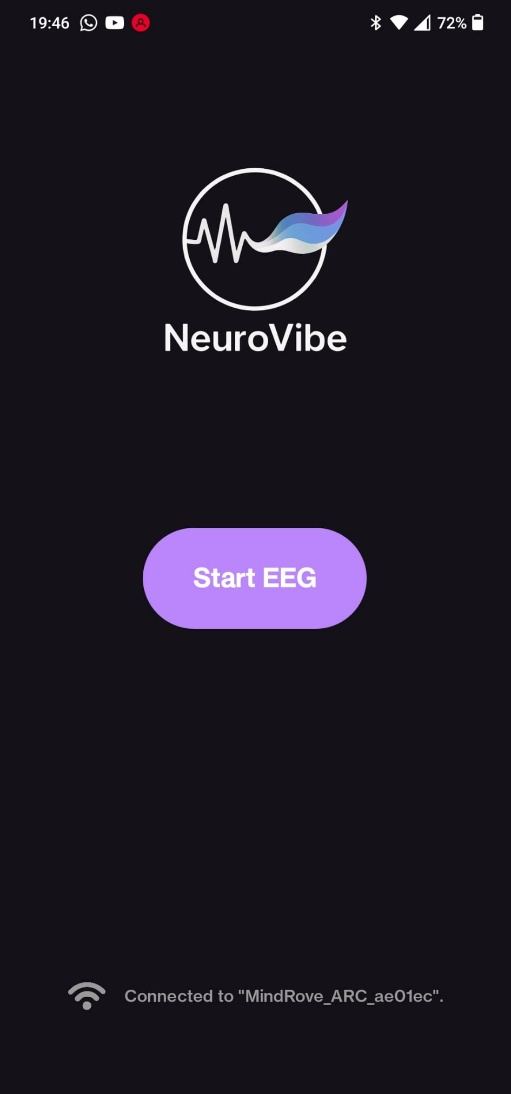 19:46 72%
NeuroVibe
Start EEG
Connected to "MindRove_ARC_ae01ec".